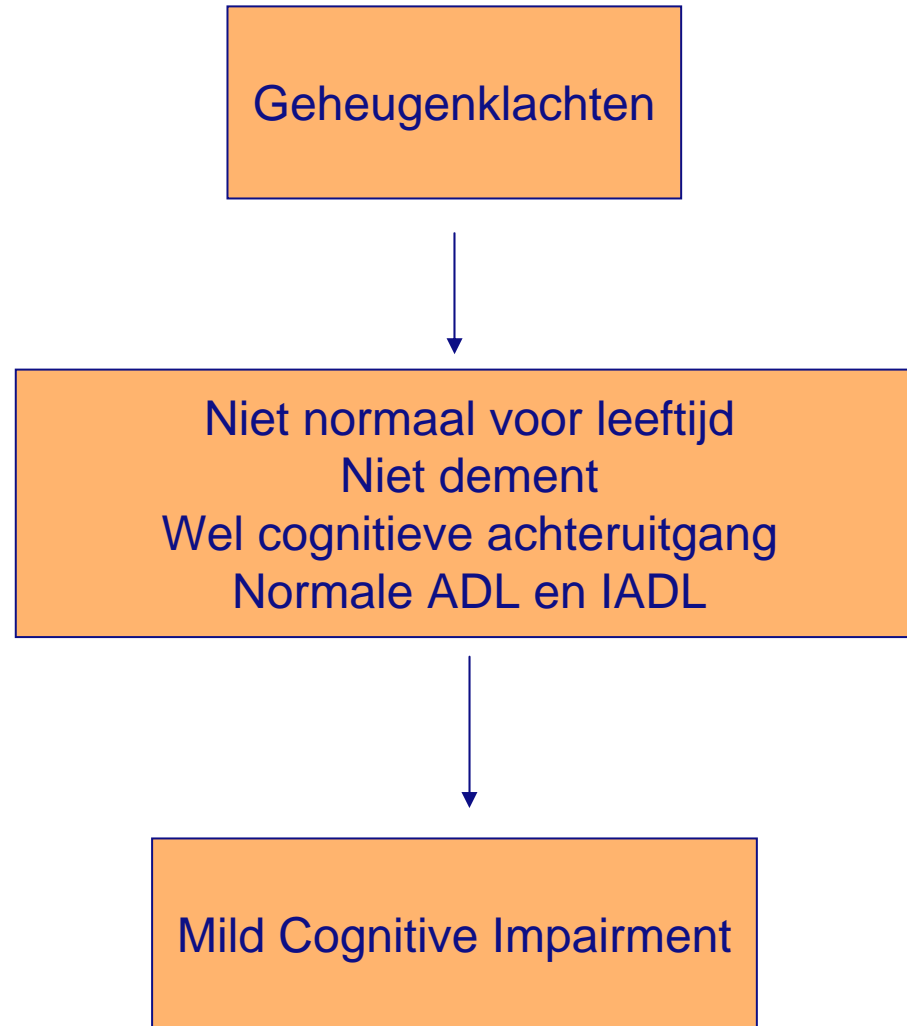 Geheugenklachten
Niet normaal voor leeftijd
Niet dement
Wel cognitieve achteruitgang
Normale ADL en IADL
Mild Cognitive Impairment